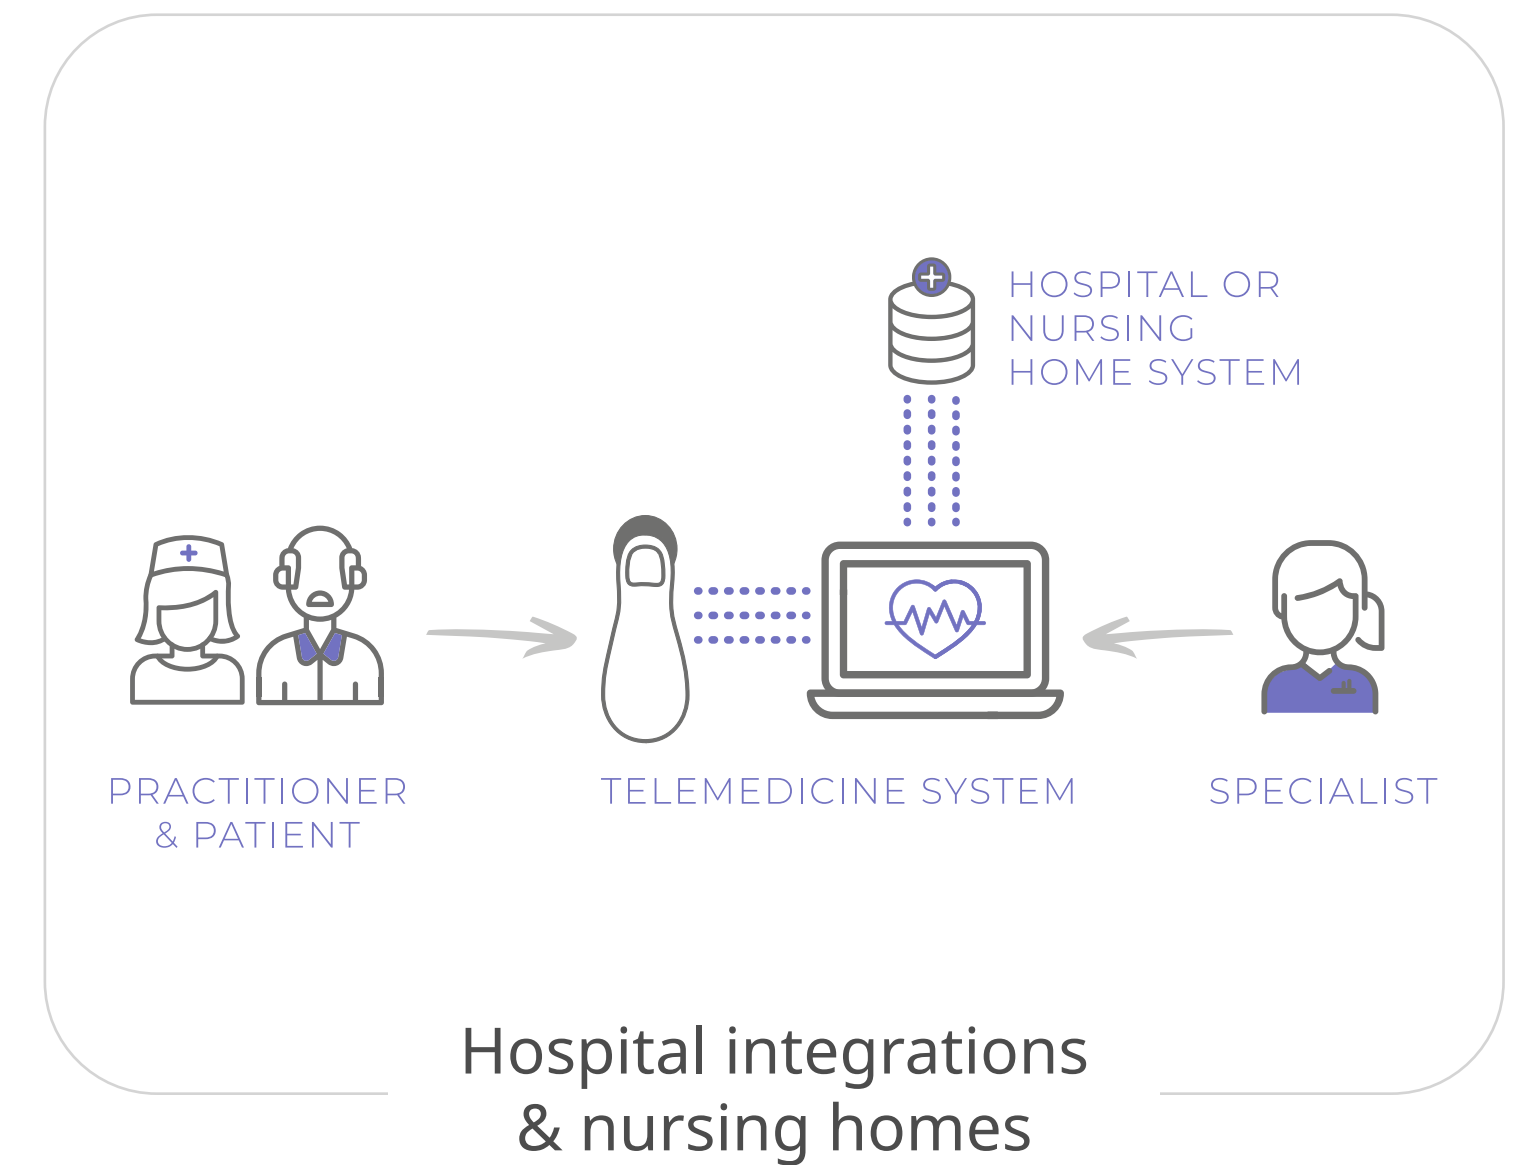 HOSPITAL OR
NURSING
HOME SYSTEM
PRACTITIONER
& PATIENT
TELEMEDICINE SYSTEM
SPECIALIST
Hospital integrations
& nursing homes